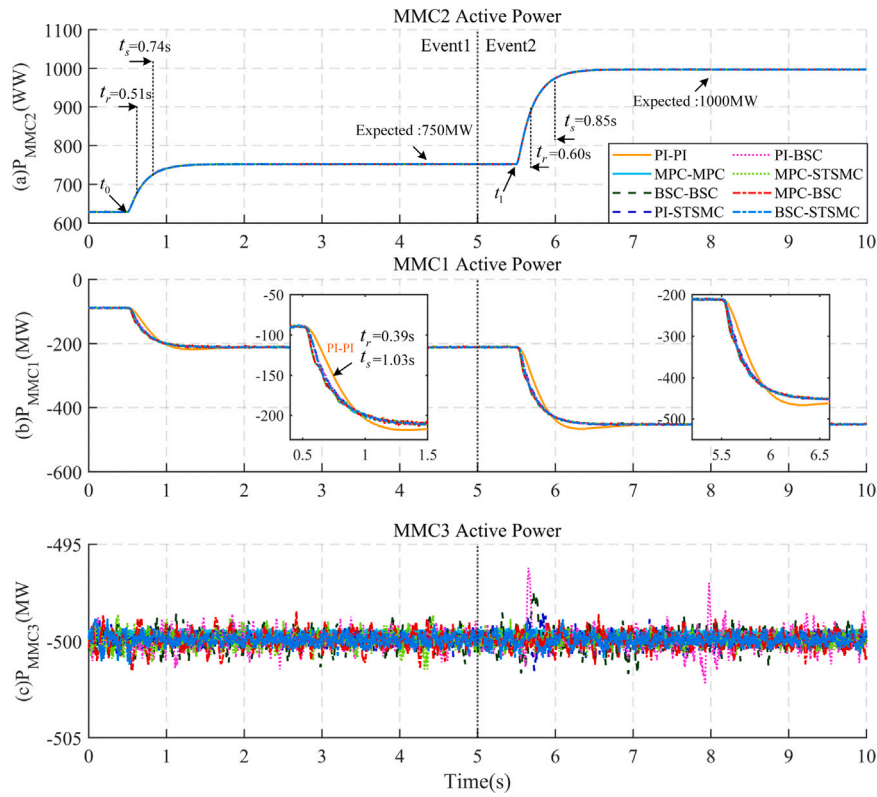 MMC2 Active Power
1100
1000
900
800
700
600
(a)P_MMC2(WW)
t_s=0.74s
t_r=0.51s
t_0
Event1
Event2
Expected :750MW
Expected :1000MW
t_s=0.85s
t_r=0.60s
t_1
PI-PI
PI-BSC
MPC-MPC
MPC-STSMC
BSC-BSC
MPC-BSC
PI-STSMC
BSC-STSMC
0 1 2 3 4 5 6 7 8 9 10
MMC1 Active Power
0
-200
-400
-600
(b)P_MMC1(MW)
-50
-100
-150
-200
PI-PI
t_r=0.39s
t_s=1.03s
0.5 1 1.5
-200
-300
-400
-500
5.5 6 6.5
0 1 2 3 4 5 6 7 8 9 10
MMC3 Active Power
-495
-500
-505
(c)P_MMC3(MW
0 1 2 3 4 5 6 7 8 9 10
Time(s)